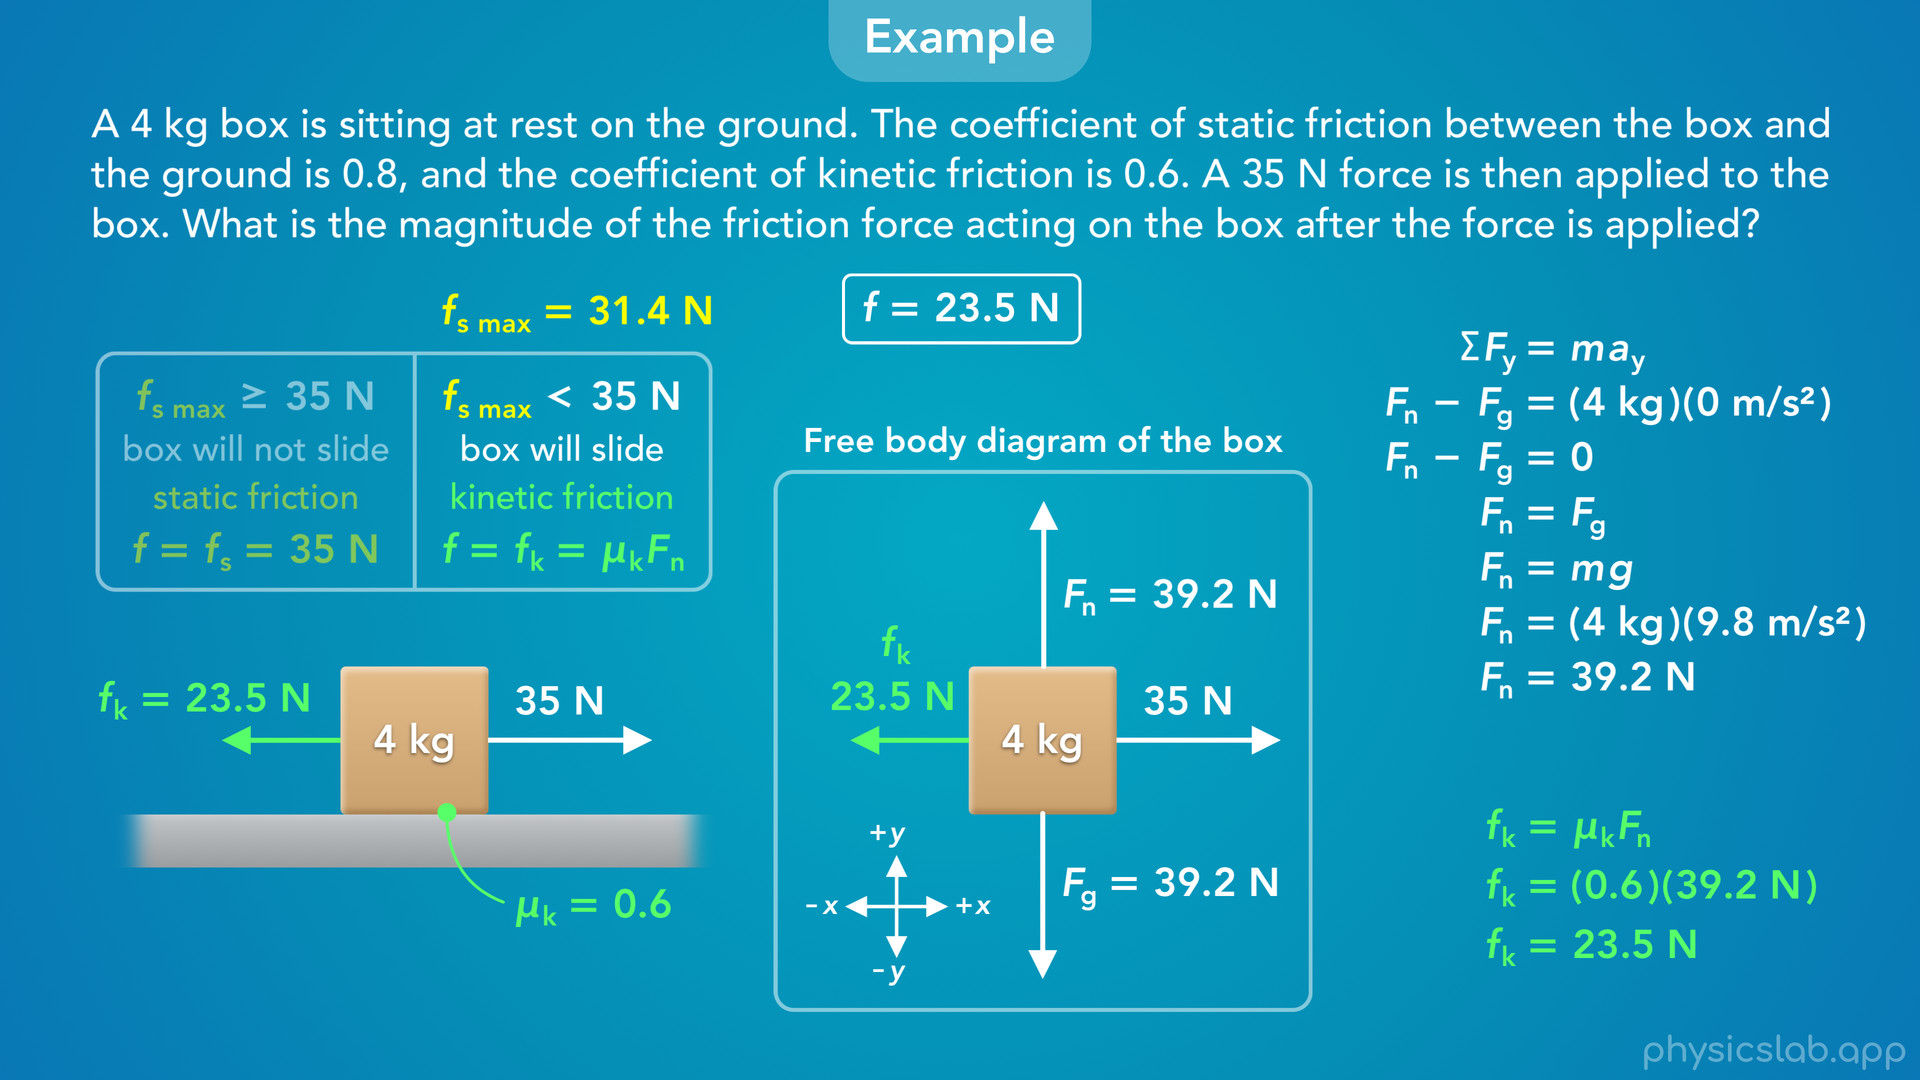 Example
A 4 kg box is sitting at rest on the ground. The coefficient of static friction between the box and
the ground is 0.8, and the coefficient of kinetic friction is 0.6. A 35 N force is then applied to the
box. What is the magnitude of the friction force acting on the box after the force is applied?
f = 23.5 N
fs max = 31.4 N
fs max ≥ 35 N
box will not slide
static friction
f = fs = 35 N
fs max < 35 N
box will slide
kinetic friction
f = fk = μkFn
fk = 23.5 N
4 kg
35 N
μk = 0.6
Free body diagram of the box
Fn = 39.2 N
fk
23.5 N
4 kg
35 N
Fg = 39.2 N
+y
−x
+x
−y
ΣFy = may
Fn − Fg = (4 kg)(0 m/s²)
Fn − Fg = 0
Fn = Fg
Fn = mg
Fn = (4 kg)(9.8 m/s²)
Fn = 39.2 N
fk = μkFn
fk = (0.6)(39.2 N)
fk = 23.5 N
physicslab.app